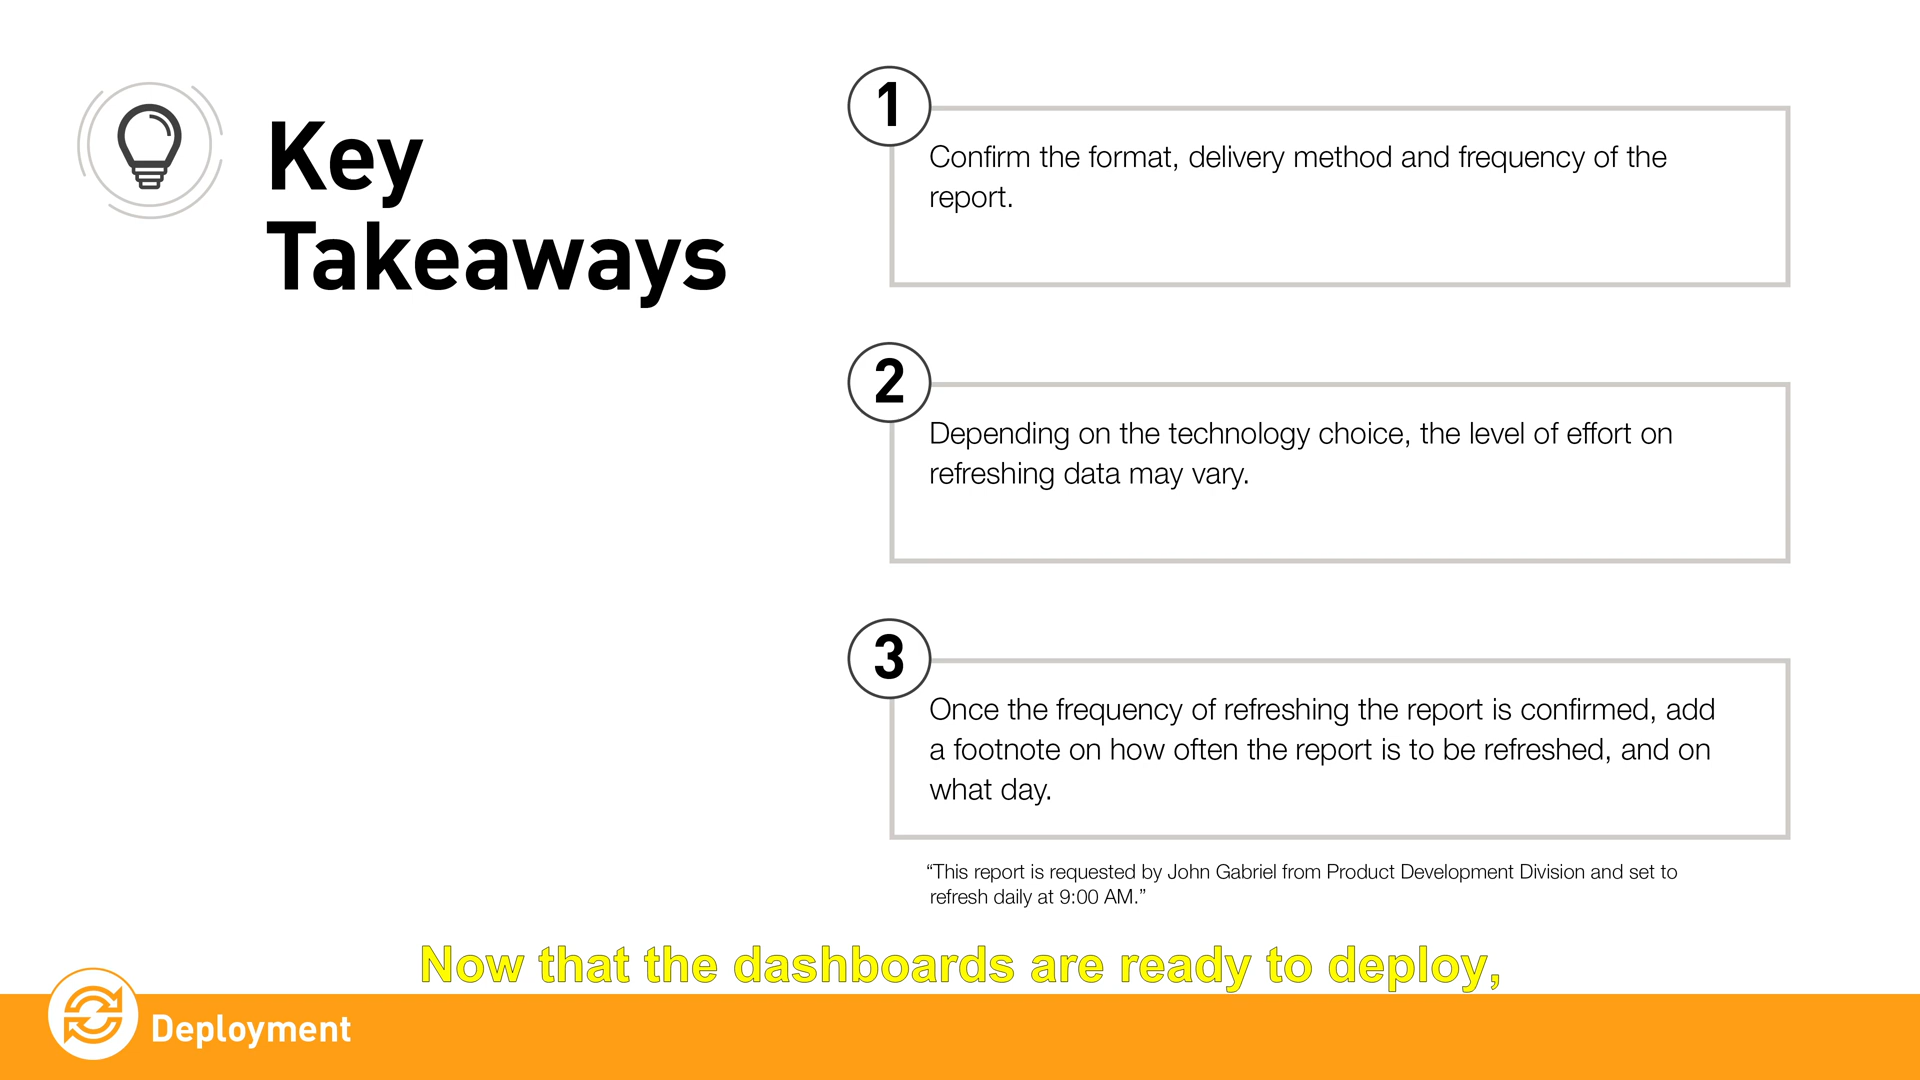 Key
Takeaways
1
Confirm the format, delivery method and frequency of the
report.
2
Depending on the technology choice, the level of effort on
refreshing data may vary.
3
Once the frequency of refreshing the report is confirmed, add
a footnote on how often the report is to be refreshed, and on
what day.
“This report is requested by John Gabriel from Product Development Division and set to
refresh daily at 9:00 AM.”
Now that the dashboards are ready to deploy,
Deployment